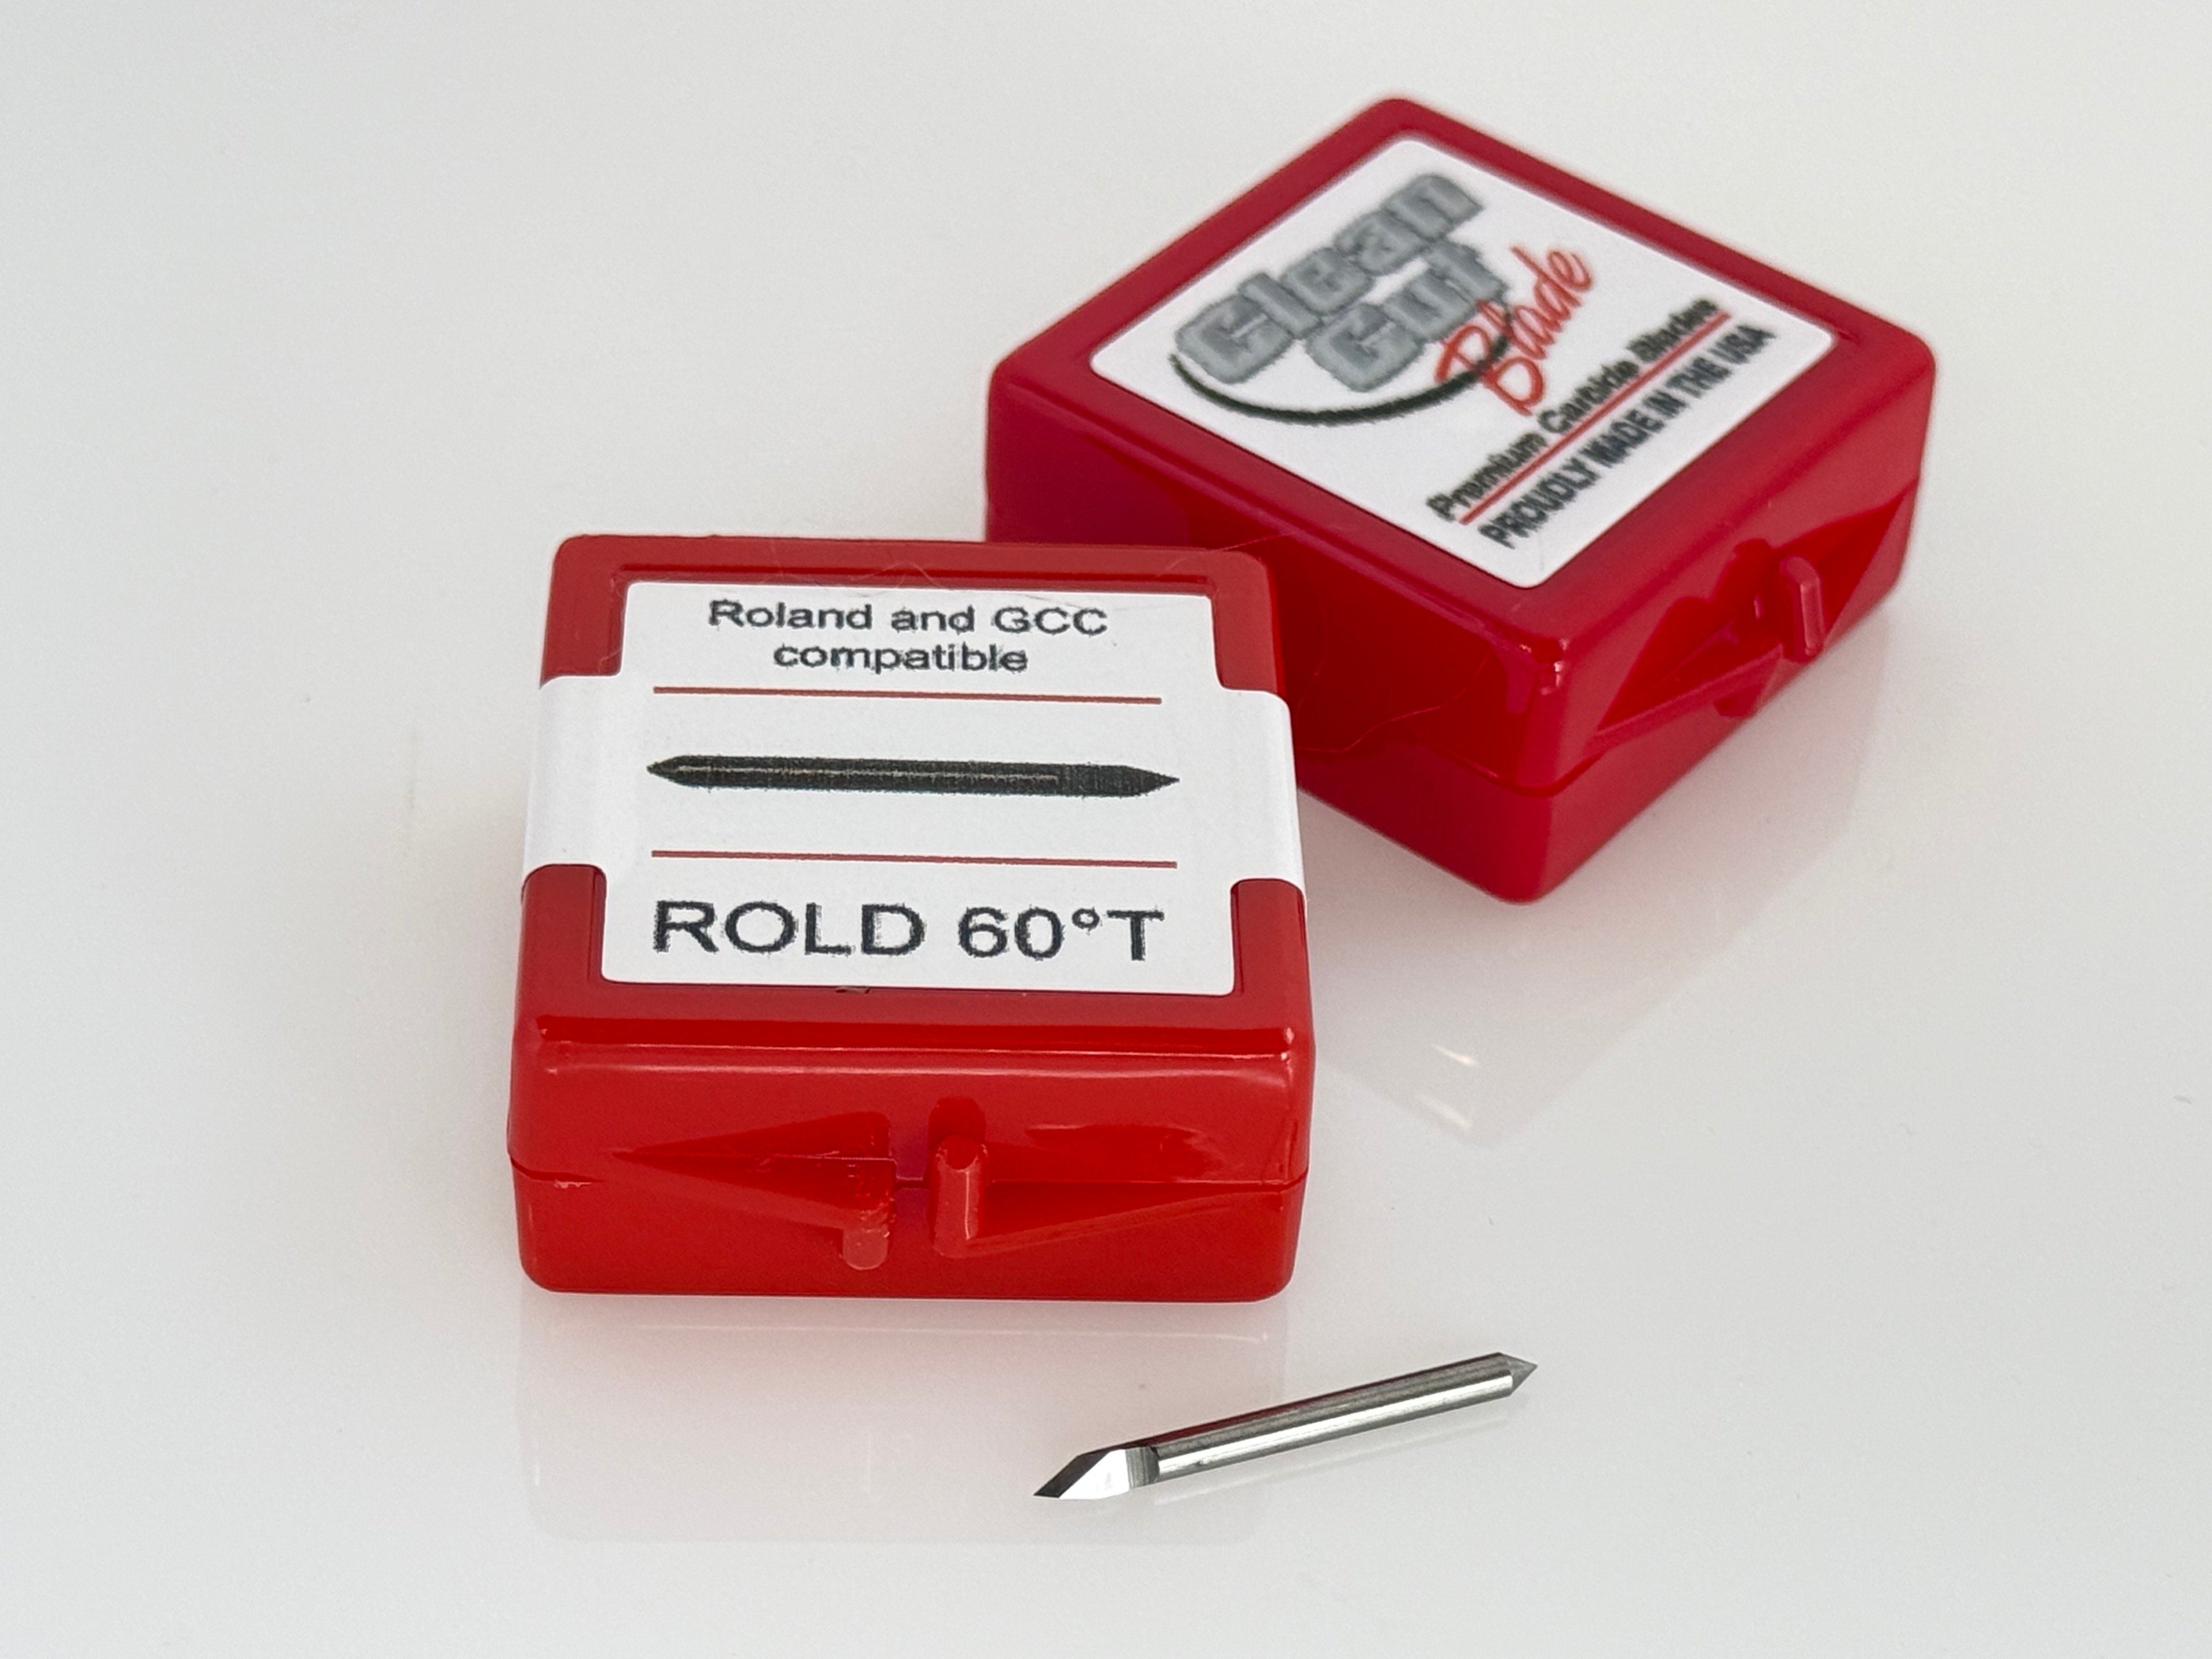 Roland and GCC
compatible
ROLD 60°T
Clean
Cut
Blade
Premium Carbide Blades
PROUDLY MADE IN THE USA